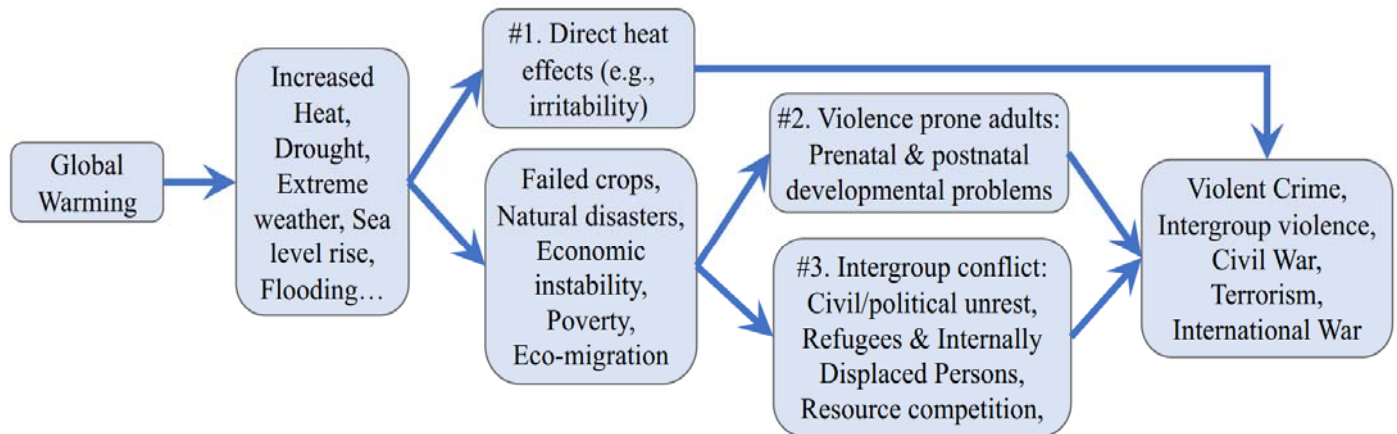 Global
Warming
Increased
Heat,
Drought,
Extreme
weather, Sea
level rise,
Flooding…
#1. Direct heat
effects (e.g.,
irritability)
Failed crops,
Natural disasters,
Economic
instability,
Poverty,
Eco-migration
#2. Violence prone adults:
Prenatal & postnatal
developmental problems
#3. Intergroup conflict:
Civil/political unrest,
Refugees & Internally
Displaced Persons,
Resource competition,
Violent Crime,
Intergroup violence,
Civil War,
Terrorism,
International War